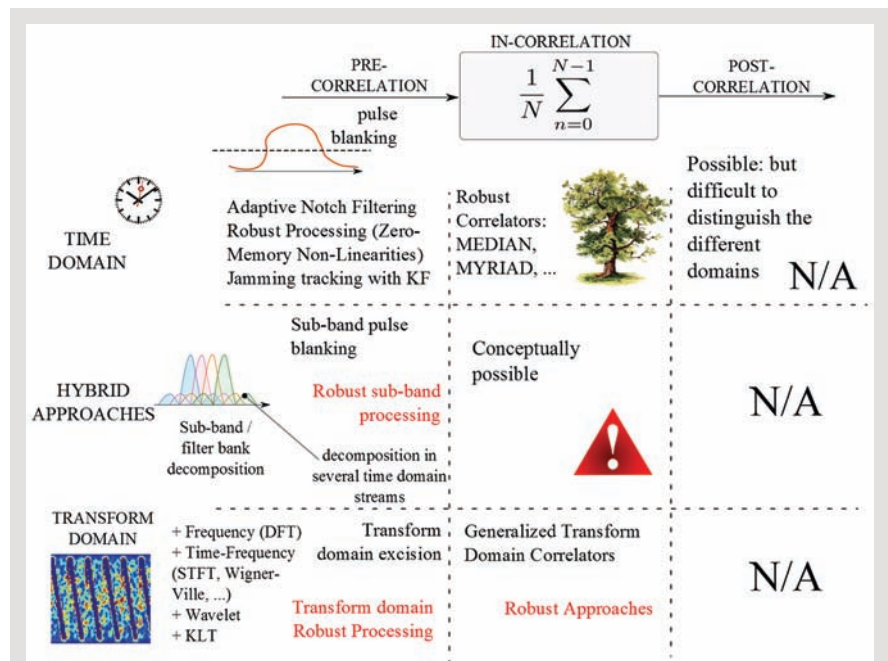 IN-CORRELATION
PRE-
CORRELATION
1/N ∑ n=0 N−1
POST-
CORRELATION
pulse
blanking
TIME
DOMAIN
Adaptive Notch Filtering
Robust Processing (Zero-
Memory Non-Linearities)
Jamming tracking with KF
Robust
Correlators:
MEDIAN,
MYRIAD, ...
Possible: but
difficult to
distinguish the
different
domains
N/A
HYBRID
APPROACHES
Sub-band /
filter bank
decomposition
Sub-band pulse
blanking
Robust sub-band
processing
decomposition in
several time domain
streams
Conceptually
possible
!
N/A
TRANSFORM
DOMAIN
+ Frequency (DFT)
+ Time-Frequency
(STFT, Wigner-
Ville, ...)
+ Wavelet
+ KLT
Transform
domain excision
Transform domain
Robust Processing
Generalized Transform
Domain Correlators
Robust Approaches
N/A